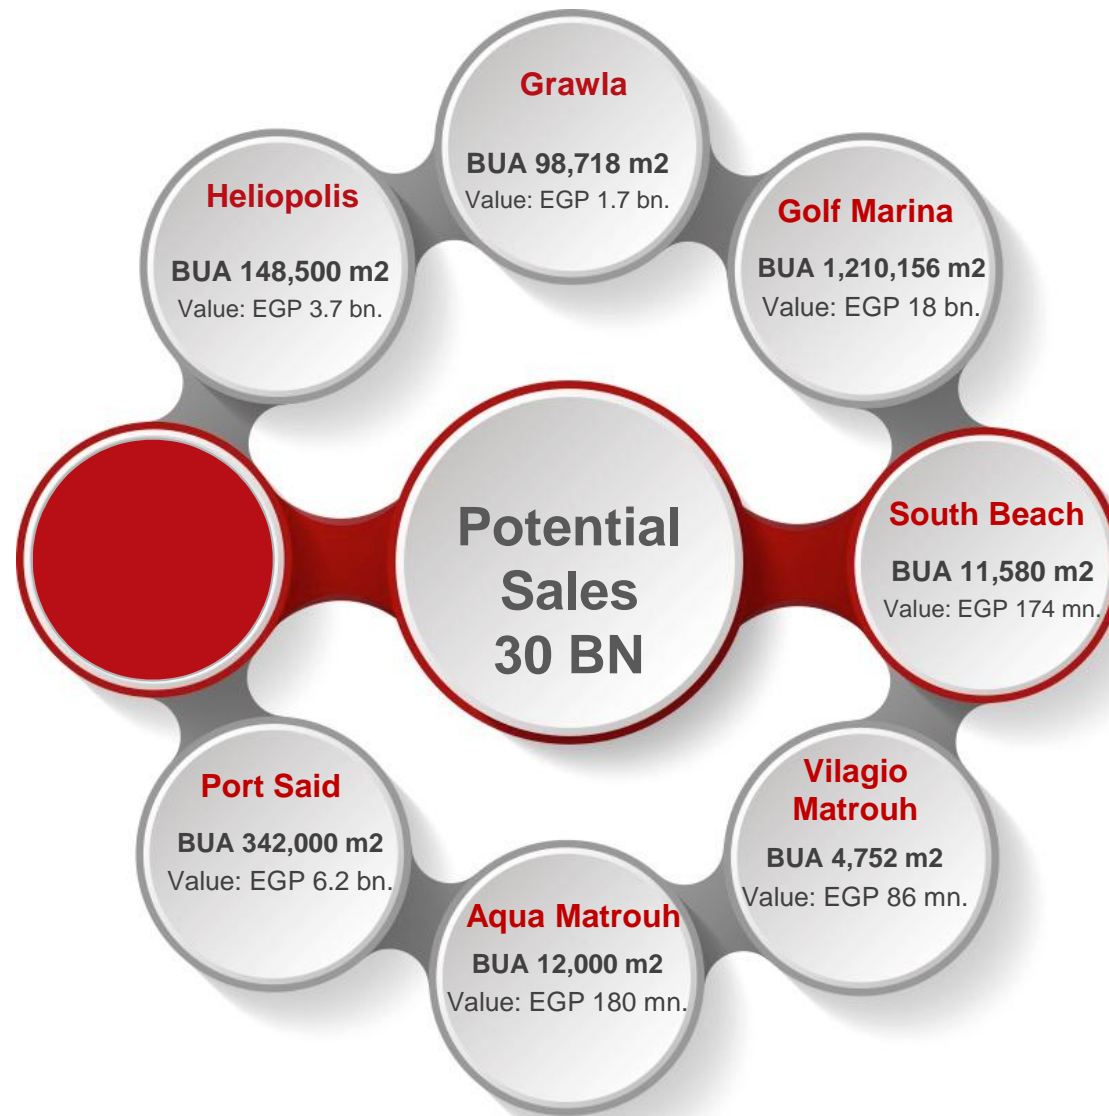 Grawla
BUA 98,718 m2
Value: EGP 1.7 bn.
Heliopolis
BUA 148,500 m2
Value: EGP 3.7 bn.
Golf Marina
BUA 1,210,156 m2
Value: EGP 18 bn.
Potential
Sales
30 BN
South Beach
BUA 11,580 m2
Value: EGP 174 mn.
Port Said
BUA 342,000 m2
Value: EGP 6.2 bn.
Vilagio
Matrouh
BUA 4,752 m2
Value: EGP 86 mn.
Aqua Matrouh
BUA 12,000 m2
Value: EGP 180 mn.